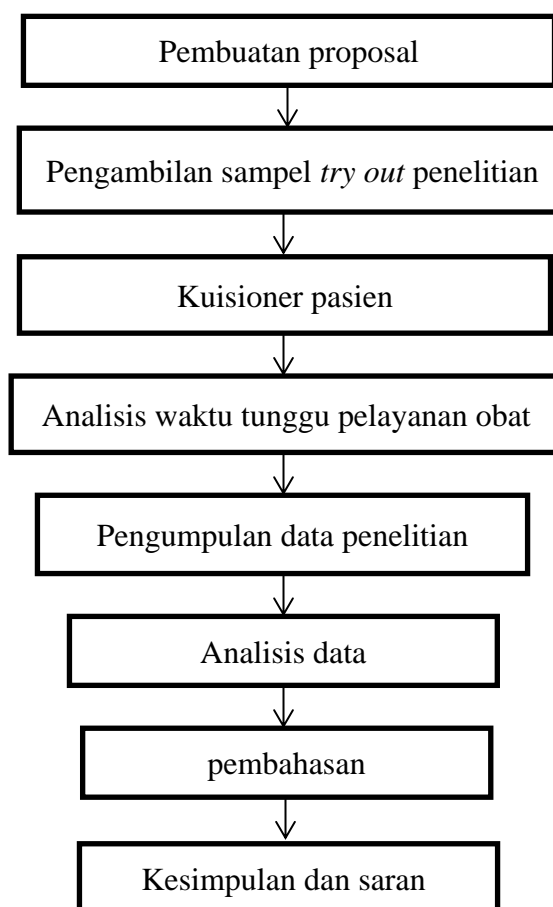 Pembuatan proposal
Pengambilan sampel try out penelitian
Kuisioner pasien
Analisis waktu tunggu pelayanan obat
Pengumpulan data penelitian
Analisis data
pembahasan
Kesimpulan dan saran